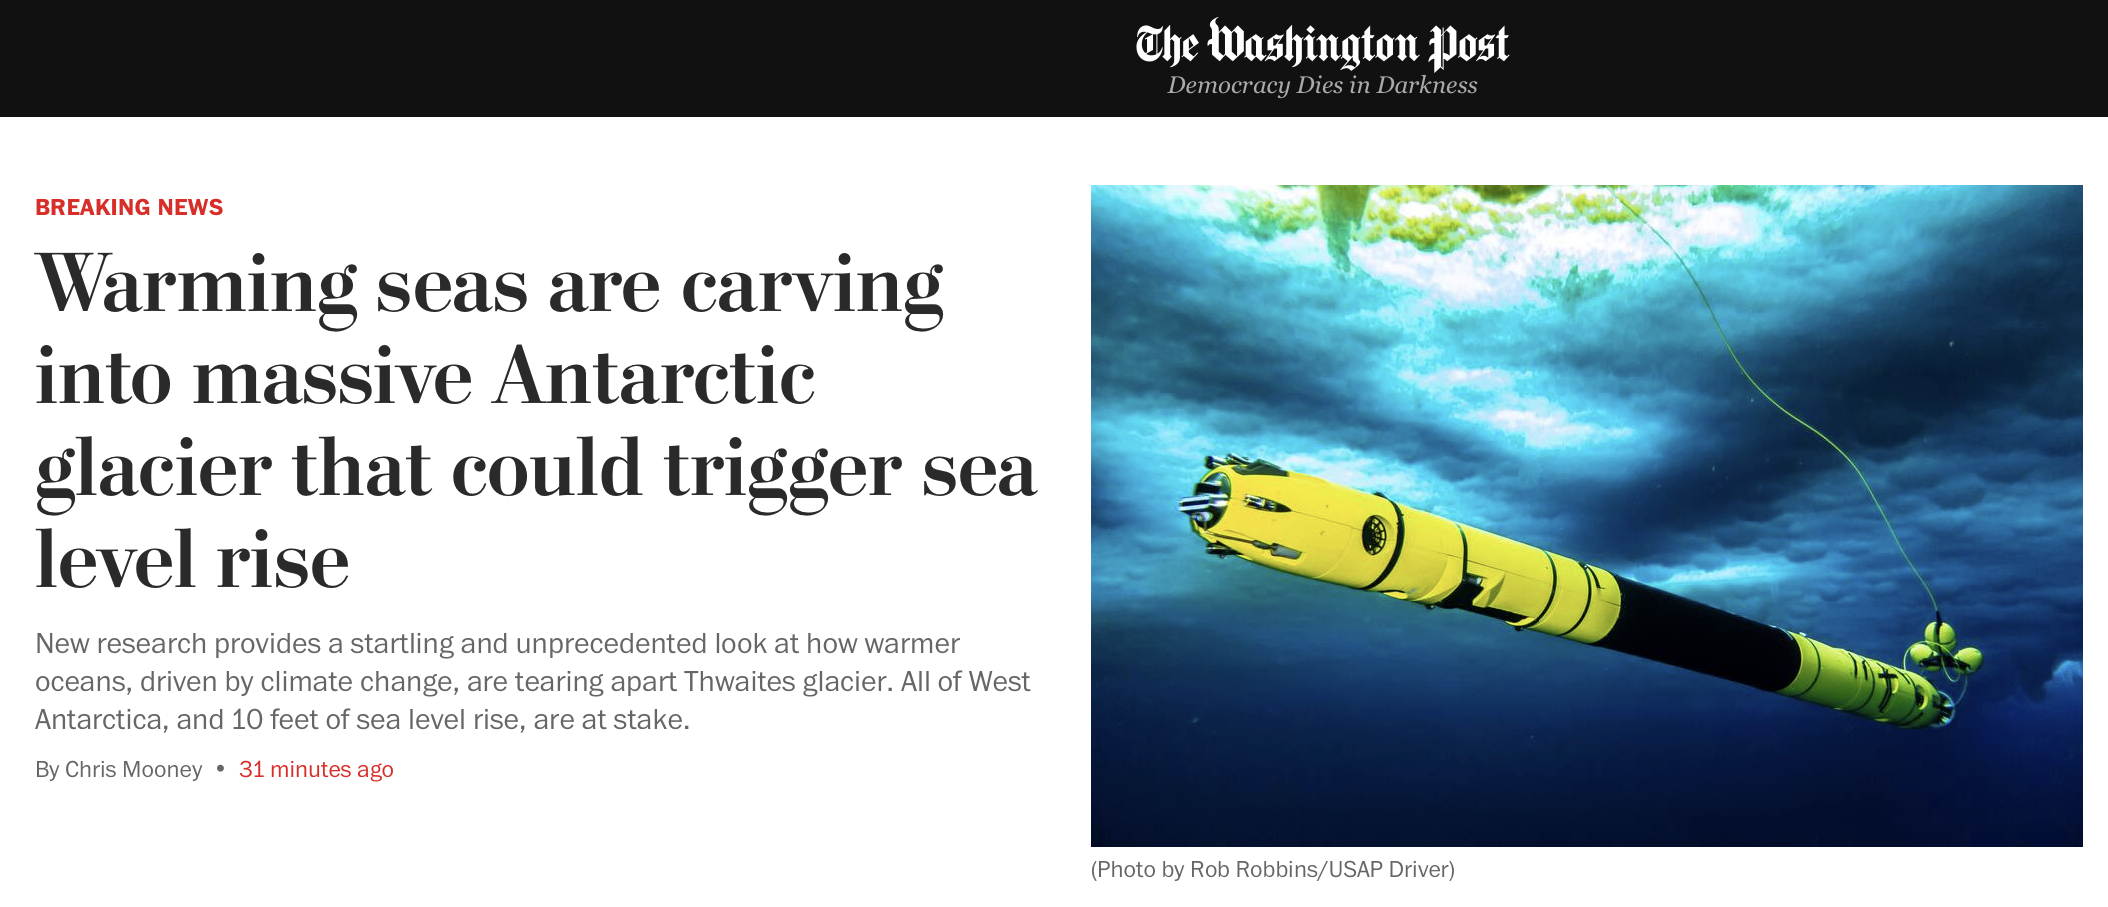 The Washington Post
Democracy Dies in Darkness
BREAKING NEWS
Warming seas are carving
into massive Antarctic
glacier that could trigger sea
level rise
New research provides a startling and unprecedented look at how warmer
oceans, driven by climate change, are tearing apart Thwaites glacier. All of West
Antarctica, and 10 feet of sea level rise, are at stake.
By Chris Mooney • 31 minutes ago
(Photo by Rob Robbins/USAP Driver)